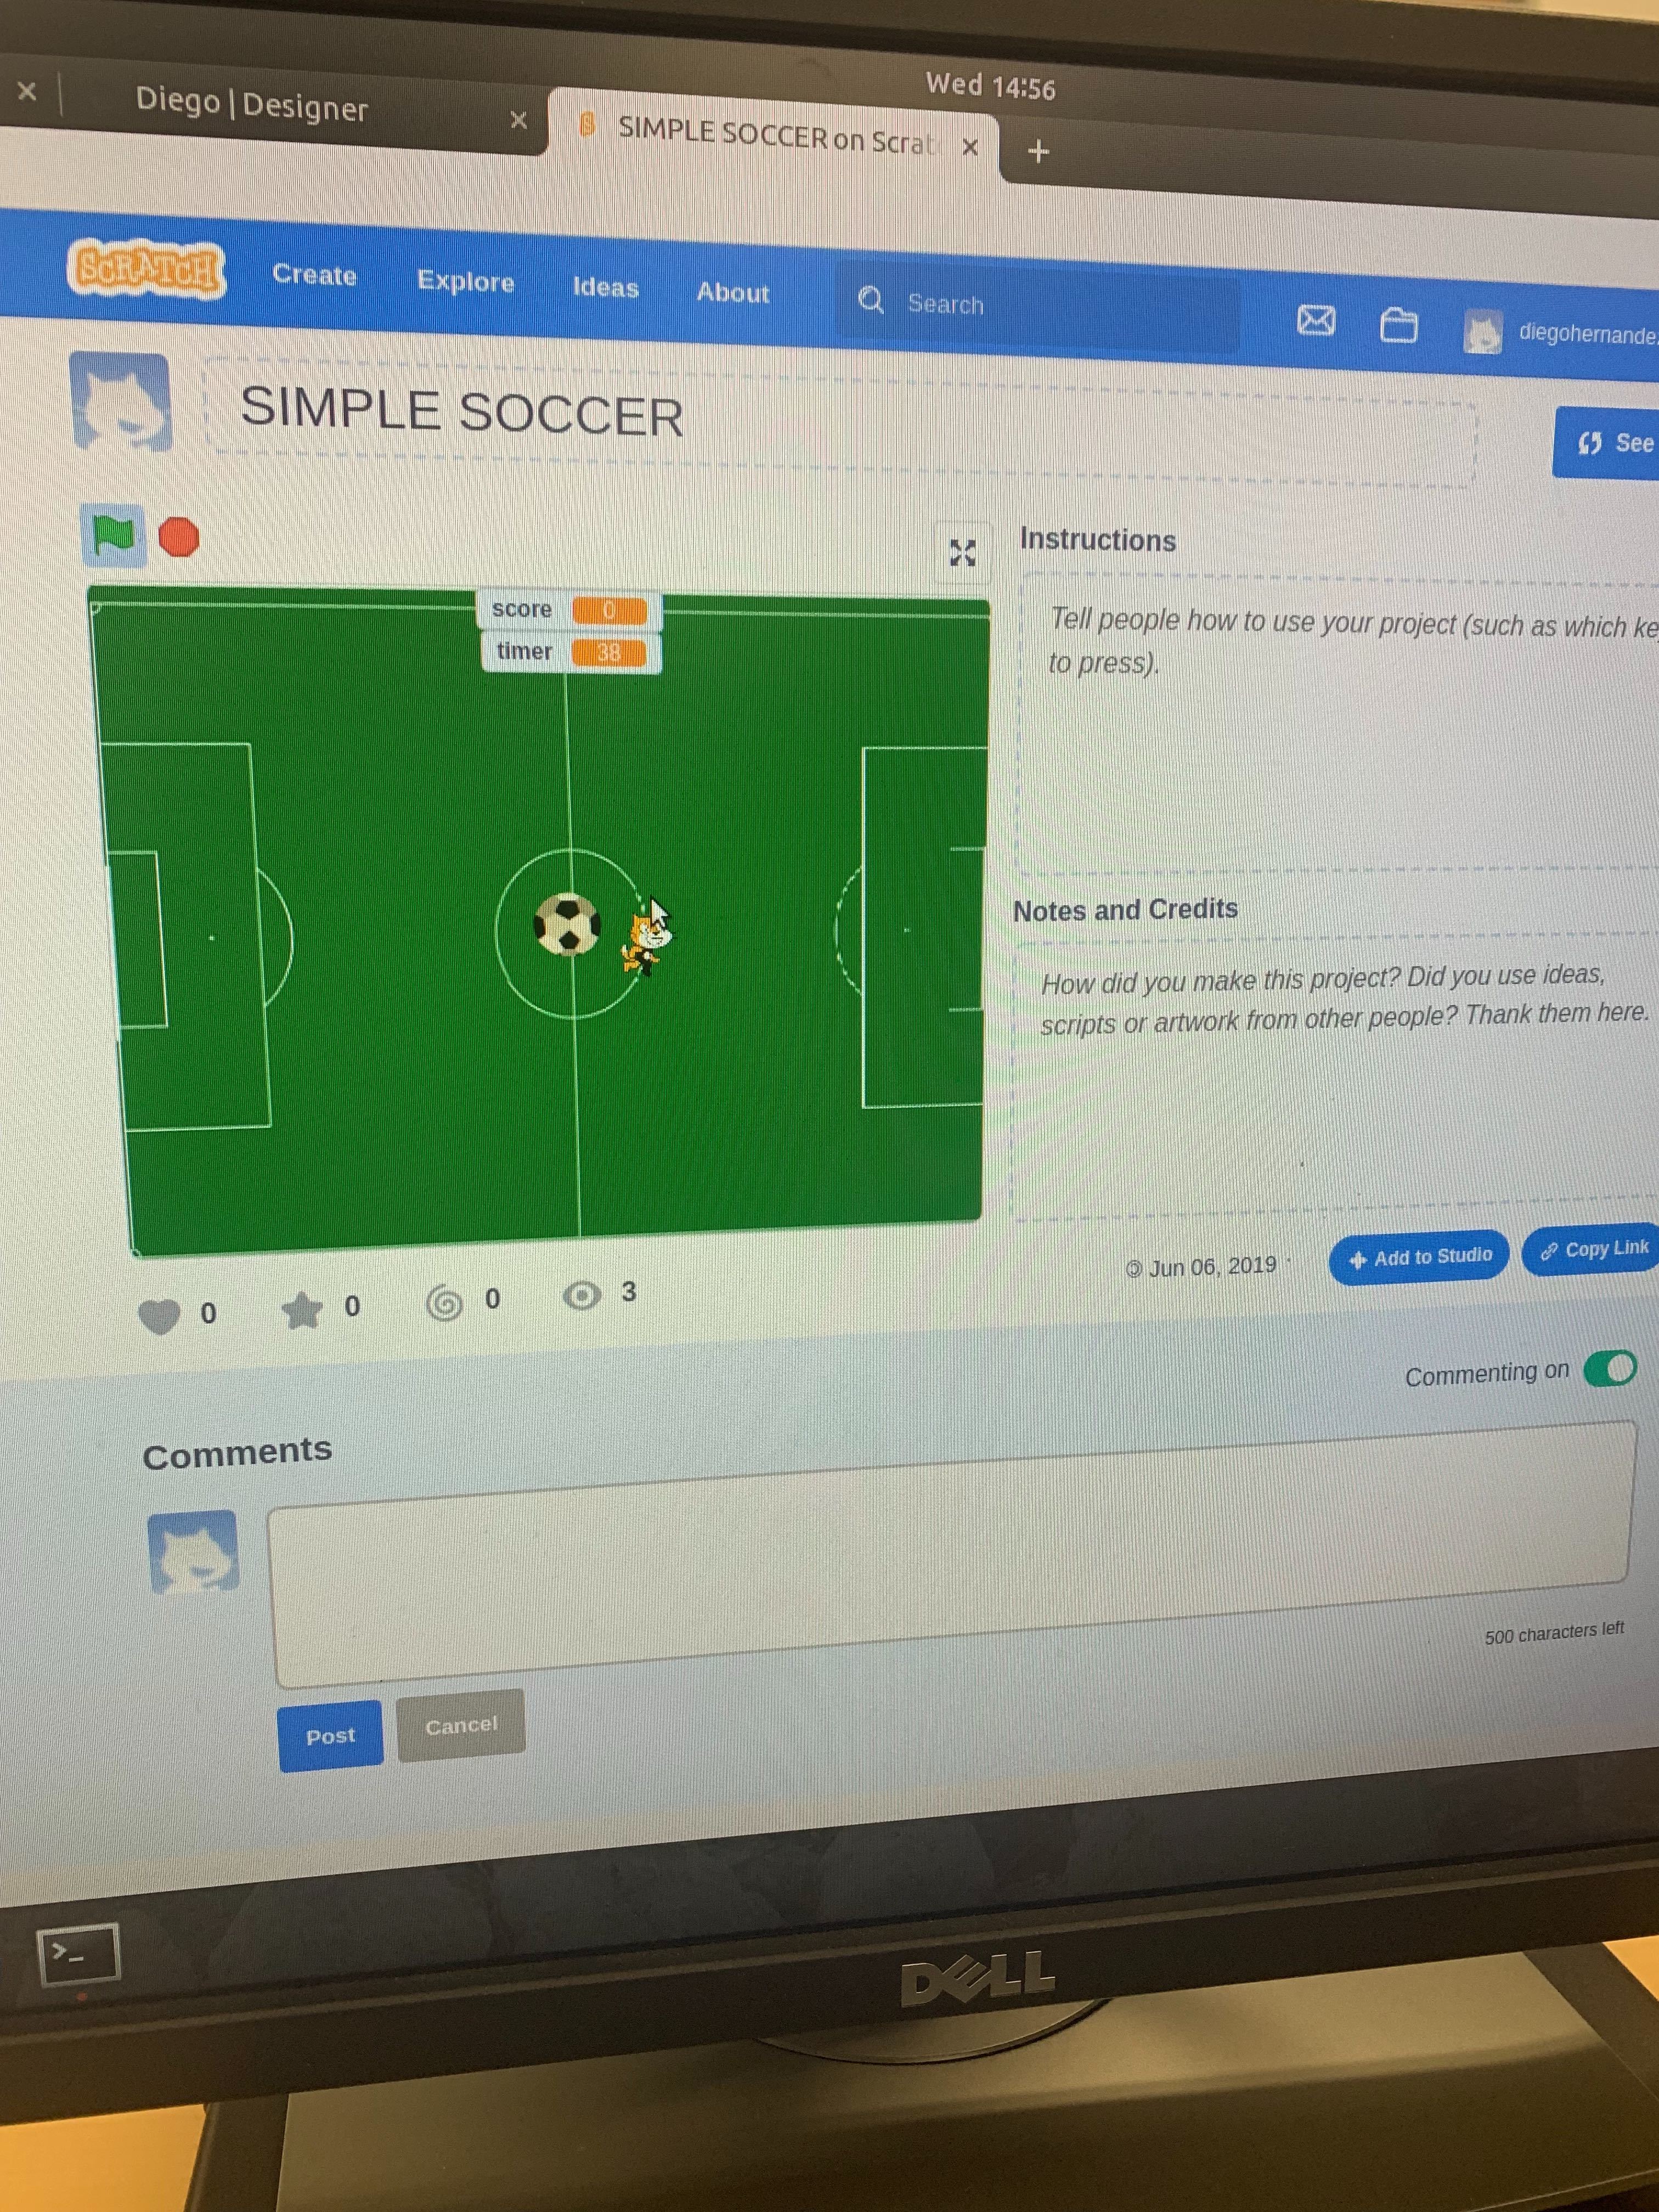 Wed 14:56
Diego | Designer
SIMPLE SOCCER on Scrat
SCRATCH
Create
Explore
Ideas
About
Search
diegohernande
SIMPLE SOCCER
See
score 0
timer 38
Instructions
Tell people how to use your project (such as which ke
to press).
Notes and Credits
How did you make this project? Did you use ideas,
scripts or artwork from other people? Thank them here.
0
0
0
3
© Jun 06, 2019
Add to Studio
Copy Link
Commenting on
Comments
500 characters left
Post
Cancel
>_
DELL